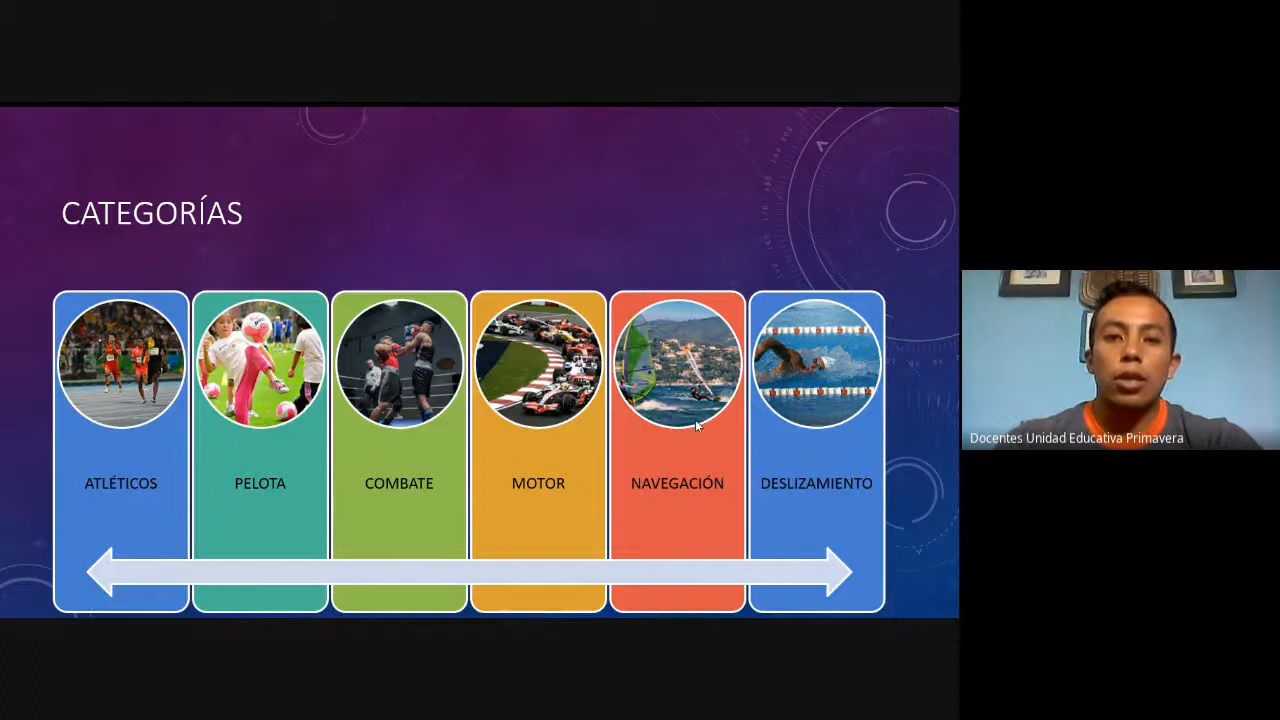 CATEGORÍAS
ATLÉTICOS
PELOTA
COMBATE
MOTOR
NAVEGACIÓN
DESLIZAMIENTO
Docentes Unidad Educativa Primavera